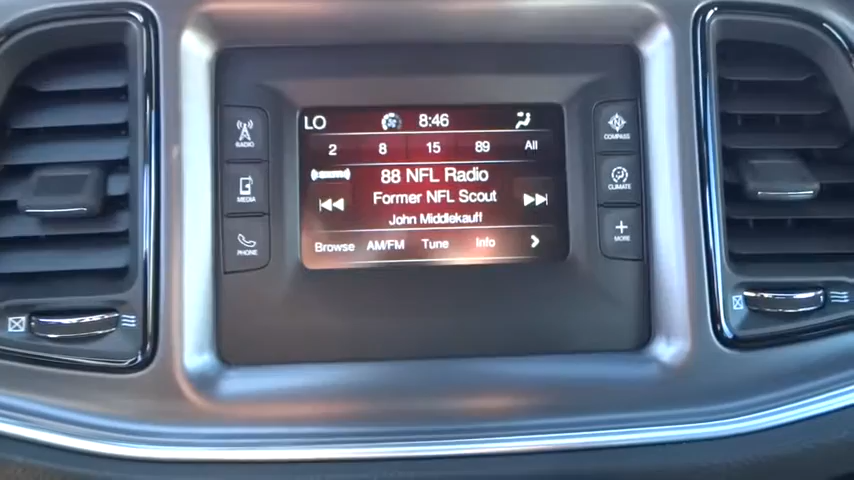 LO 8:46
2 8 15 89 All
RADIO
COMPASS
((SIRIUS))
88 NFL Radio
MEDIA
Former NFL Scout
CLIMATE
John Middlekauff
PHONE
Browse AM/FM Tune Info
MORE